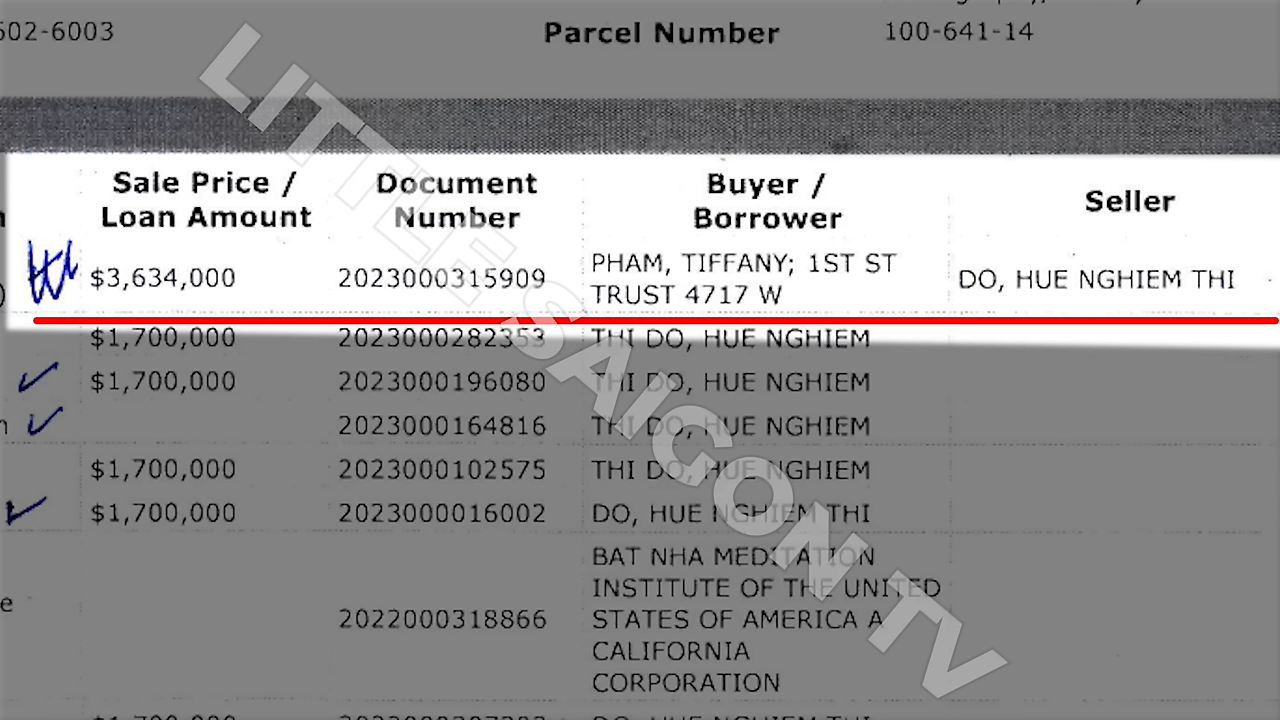 502-6003 Parcel Number 100-641-14
Sale Price / Document Buyer / Seller
Loan Amount Number Borrower
$3,634,000 2023000315909 PHAM, TIFFANY; 1ST ST DO, HUE NGHIEM THI
TRUST 4717 W
$1,700,000 2023000282353 THI DO, HUE NGHIEM
$1,700,000 2023000196080 THI DO, HUE NGHIEM
2023000164816 THI DO, HUE NGHIEM
$1,700,000 2023000102575 THI DO, HUE NGHIEM
$1,700,000 2023000016002 DO, HUE NGHIEM THI
BAT NHA MEDITATION
INSTITUTE OF THE UNITED
2022000318866 STATES OF AMERICA A
CALIFORNIA
CORPORATION
LITTLE SAIGON TV